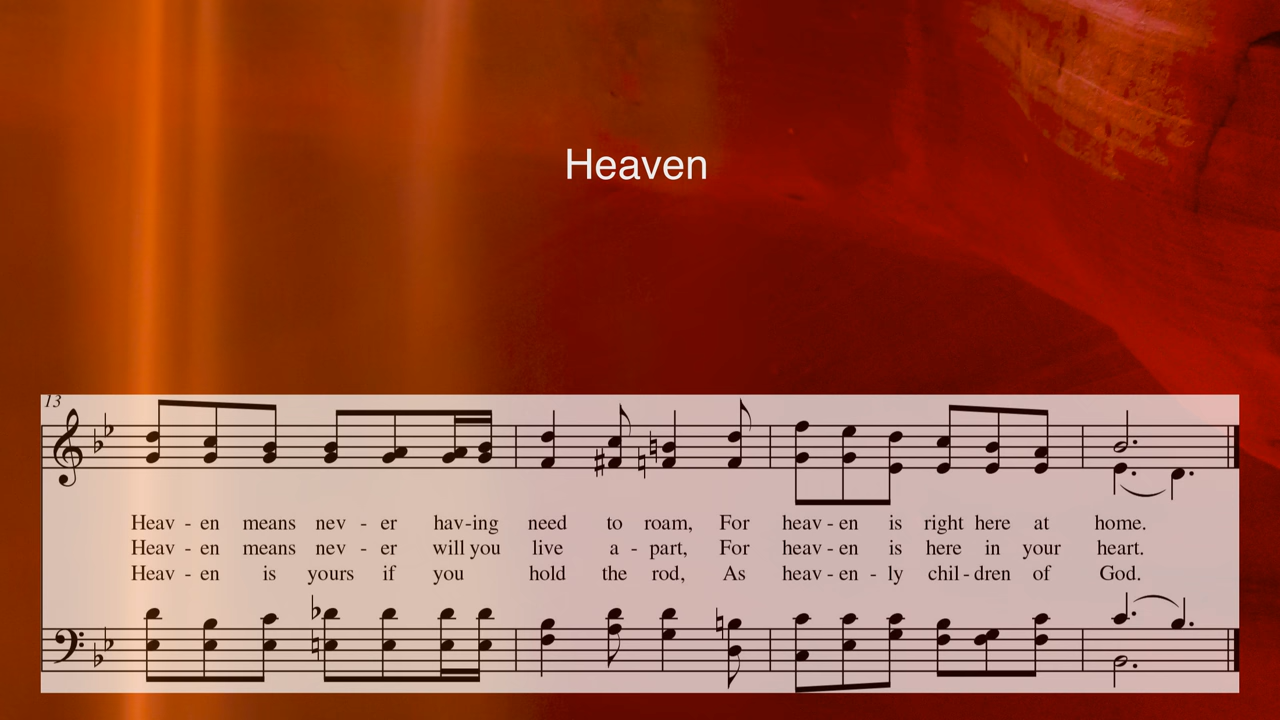 Heaven
13
Heav - en means nev - er hav-ing need to roam, For heav - en is right here at home.
Heav - en means nev - er will you live a - part, For heav - en is here in your heart.
Heav - en is yours if you hold the rod, As heav - en - ly chil - dren of God.